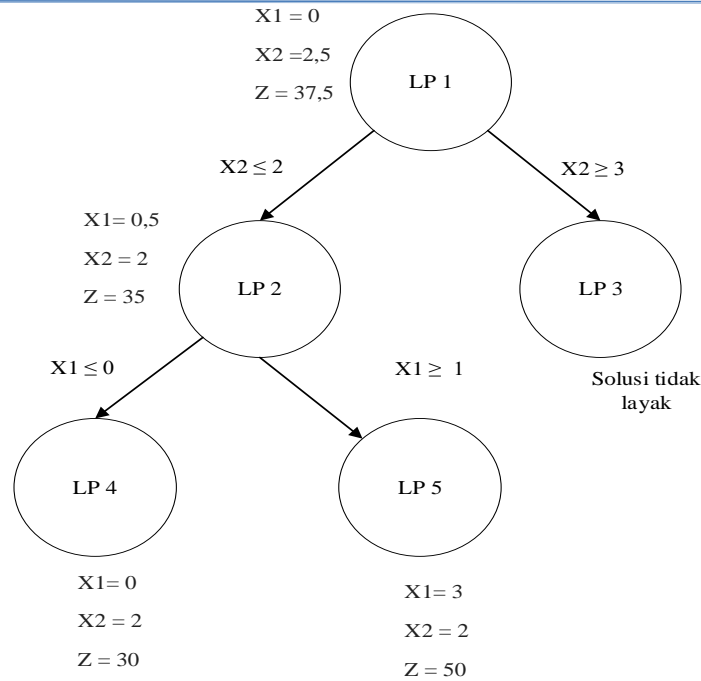 X1 = 0
X2 =2,5
Z = 37,5
LP 1
X2 ≤ 2
X2 ≥ 3
X1= 0,5
X2 = 2
Z = 35
LP 2
LP 3
X1 ≤ 0
X1 ≥ 1
Solusi tidak
layak
LP 4
LP 5
X1= 0
X2 = 2
Z = 30
X1= 3
X2 = 2
Z = 50